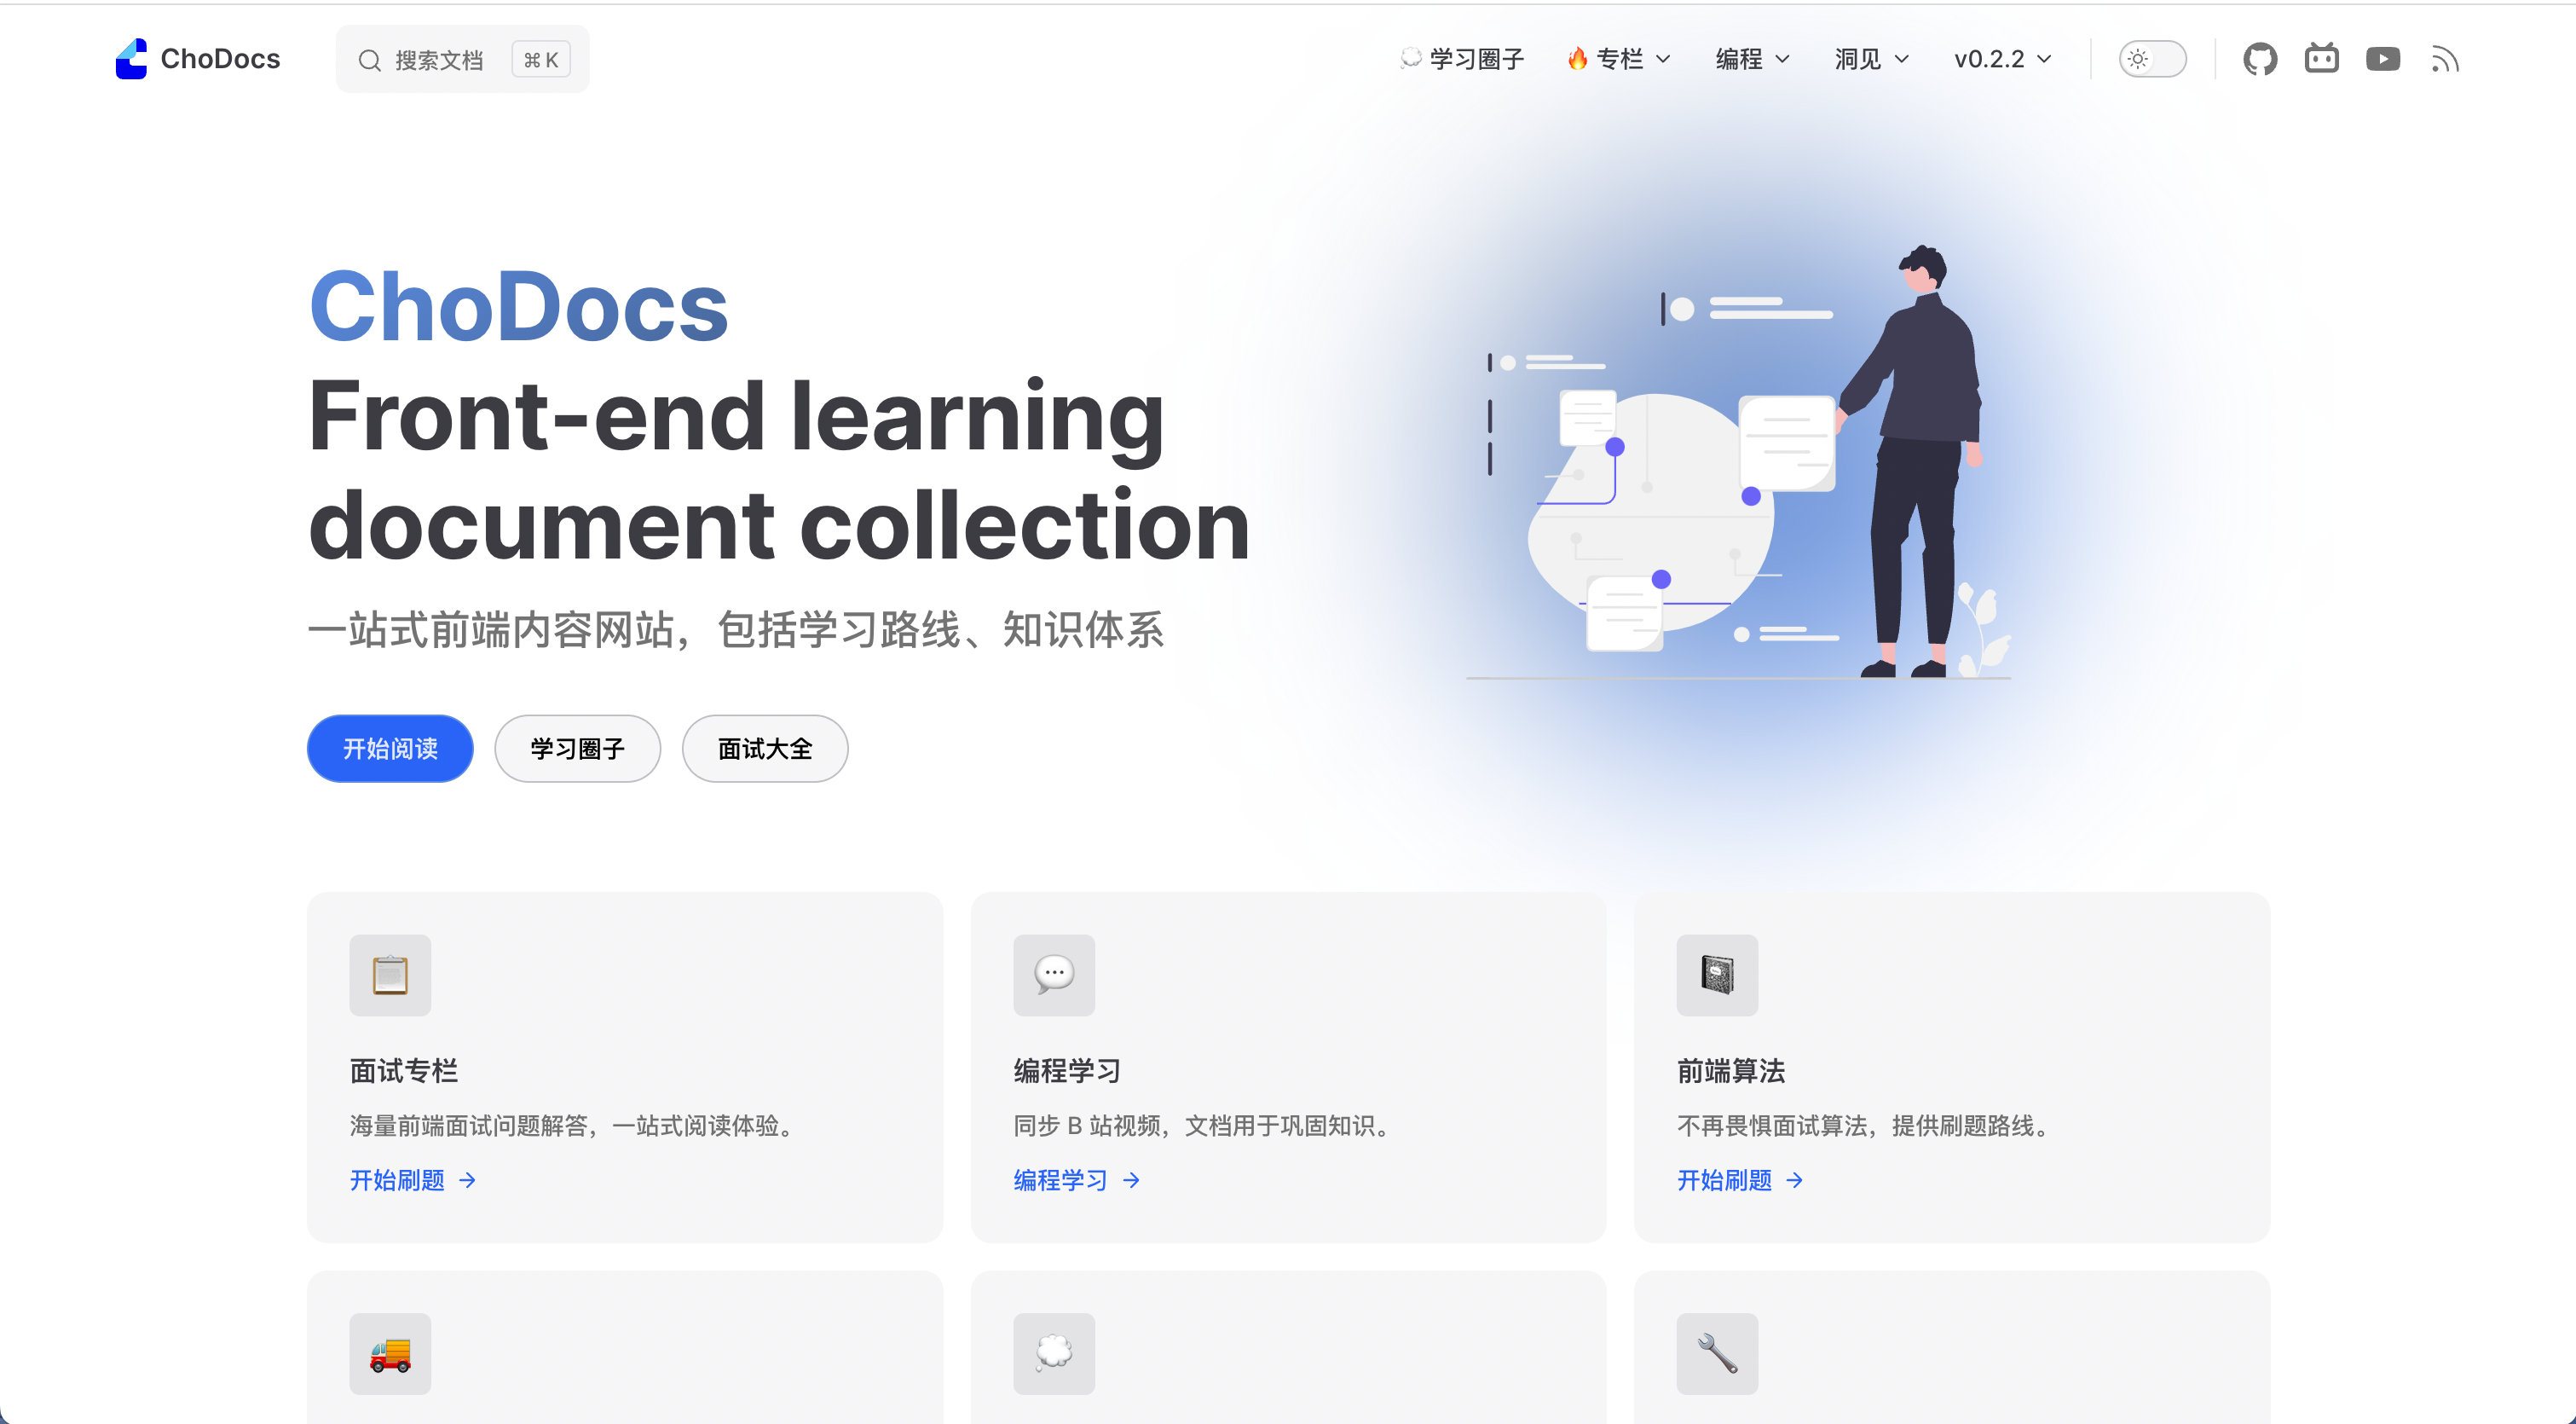 ChoDocs
搜索文档
⌘ K
学习圈子
专栏
编程
洞见
v0.2.2
ChoDocs
Front-end learning
document collection
一站式前端内容网站，包括学习路线、知识体系
开始阅读
学习圈子
面试大全
面试专栏
海量前端面试问题解答，一站式阅读体验。
开始刷题 →
编程学习
同步 B 站视频，文档用于巩固知识。
编程学习 →
前端算法
不再畏惧面试算法，提供刷题路线。
开始刷题 →